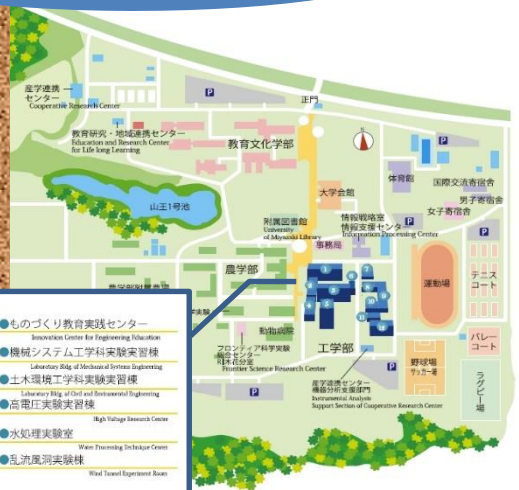 産学連携
センター
Cooperative Research Center
P
正門
教育研究・地域連携センター
Education and Research Center
for Life long Learning
教育文化学部
P
体育館
国際交流寄宿舎
男子寄宿舎
女子寄宿舎
大学会館
山王1号池
附属図書館
University
of Miyazaki Library
情報戦略室
情報支援センター
Information Processing Center
P
P
事務局
農学部
運動場
テニス
コート
動物病院
フロンティア科学実験
総合センター
Frontier Science Research Center
工学部
バレー
コート
野球場
サッカー場
ラグビー場
P
P
産学連携センター
機器分析支援部門
Instrumental Analysis
Support Section of Cooperative Research Center
ものづくり教育実践センター
Innovation Center for Engineering Education
機械システム工学科実験実習棟
Laboratory Bldg. of Mechanical Systems Engineering
土木環境工学科実験実習棟
Laboratory Bldg. of Civil and Environmental Engineering
高電圧実験実習棟
High Voltage Research Center
水処理実験室
Water Processing Technique Center
乱流風洞実験棟
Wind Tunnel Experiment Room